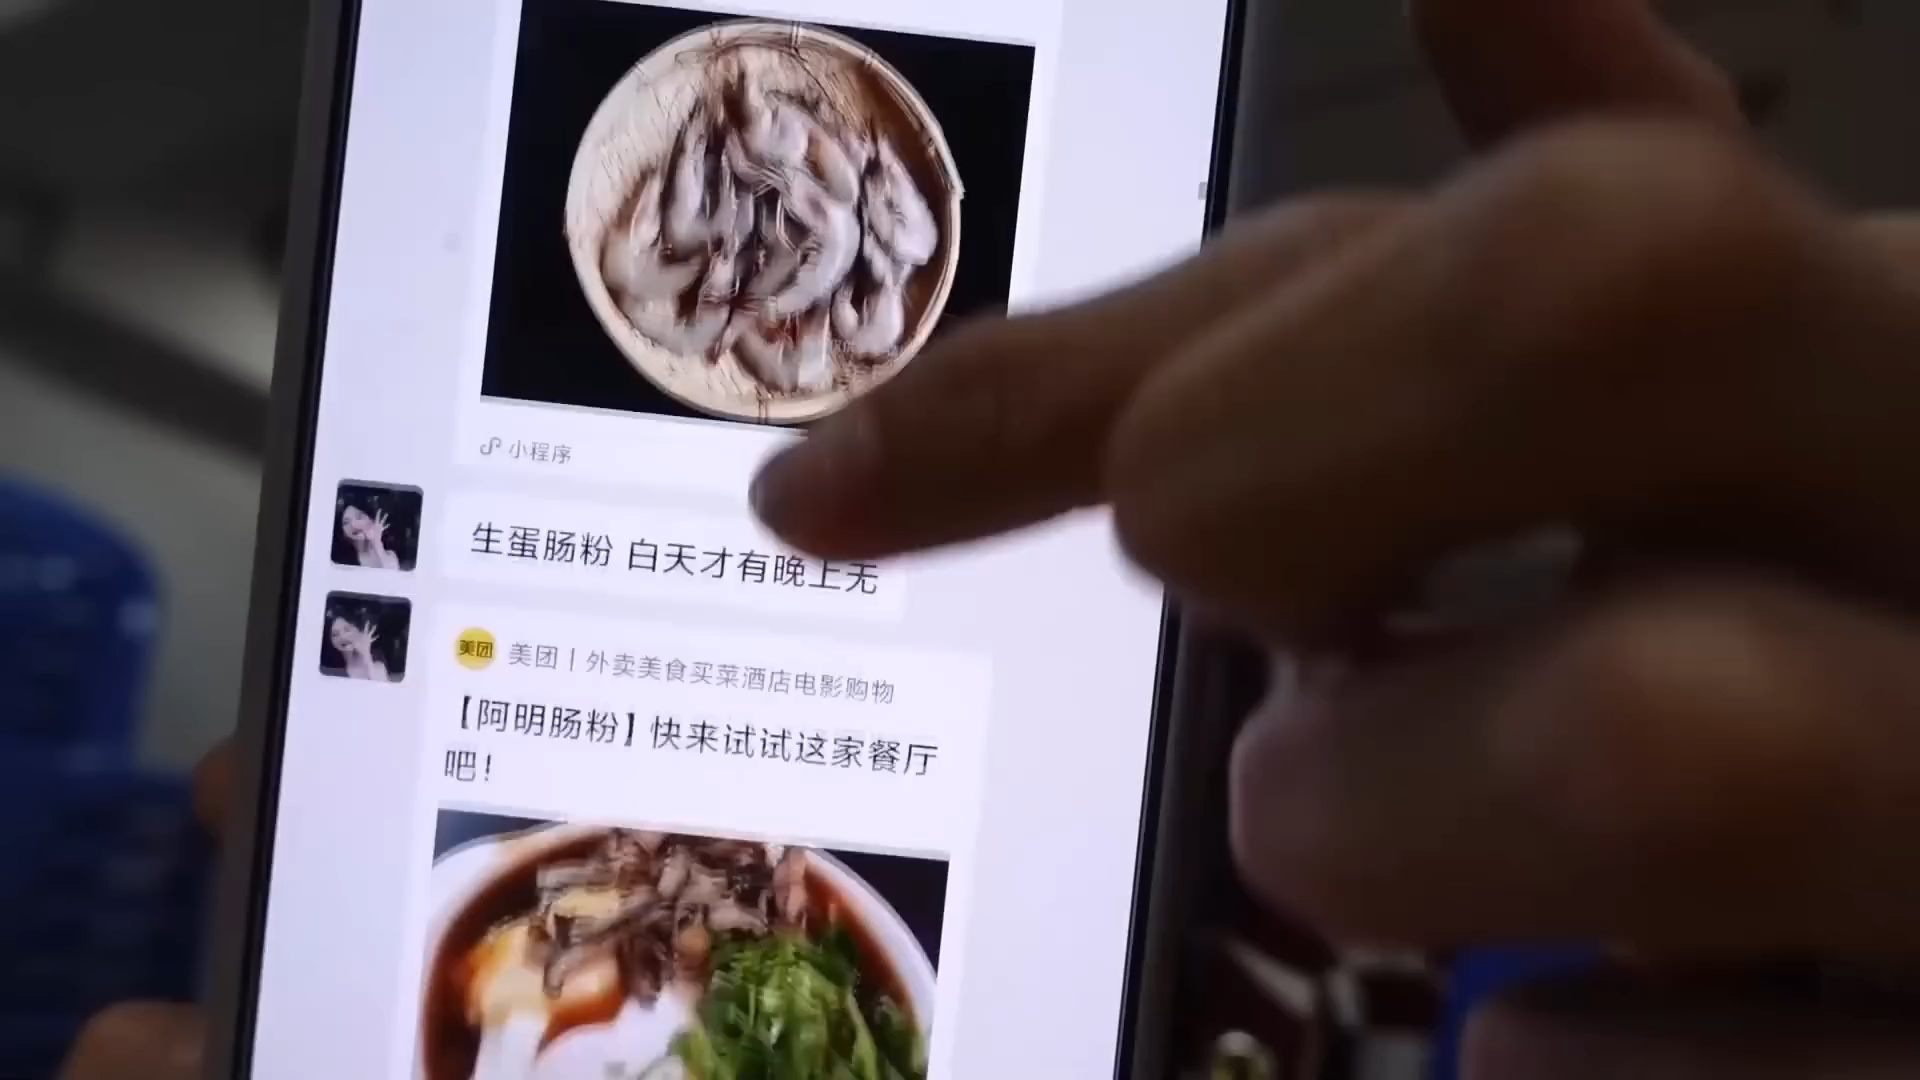 小程序
生蛋肠粉 白天才有晚上无
美团 美团丨外卖美食买菜酒店电影购物
【阿明肠粉】快来试试这家餐厅
吧！